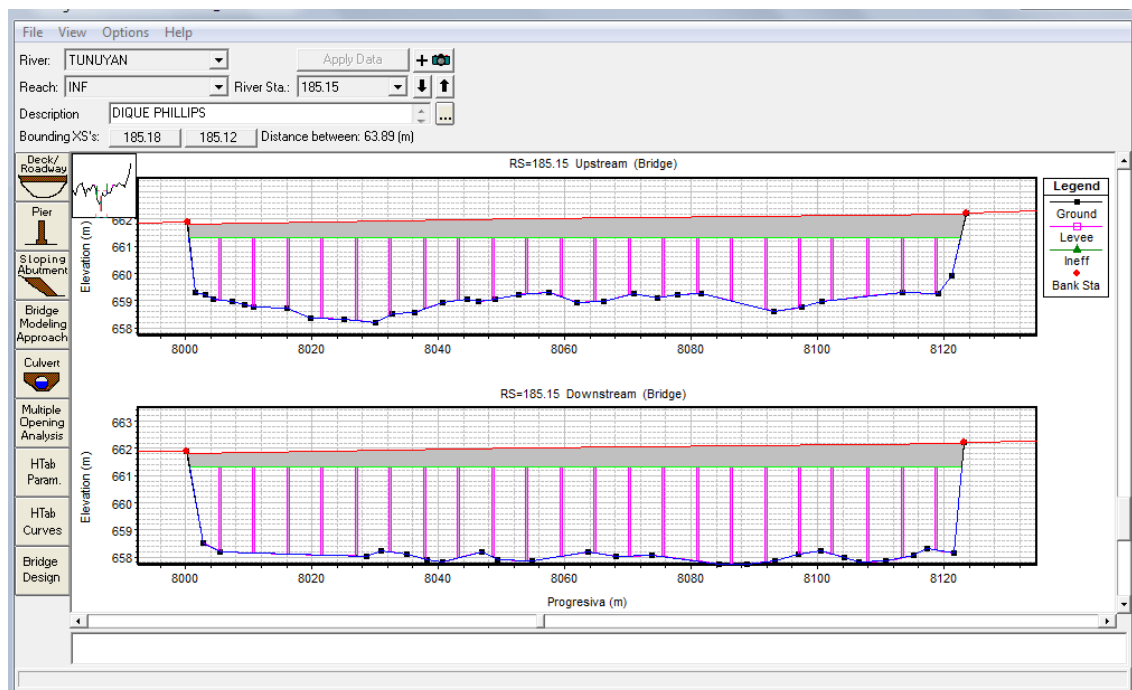 File View Options Help
River: TUNUYAN Apply Data +
Reach: INF River Sta.: 185.15
Description DIQUE PHILLIPS ...
Bounding XS's: 185.18 185.12 Distance between: 63.89 (m)
Deck/
Roadway
Pier
Sloping
Abutment
Bridge
Modeling
Approach
Culvert
Multiple
Opening
Analysis
HTab
Param.
HTab
Curves
Bridge
Design
RS=185.15 Upstream (Bridge)
Elevation (m)
662
661
660
659
658
8000 8020 8040 8060 8080 8100 8120
Legend
Ground
Levee
Ineff
Bank Sta
RS=185.15 Downstream (Bridge)
Elevation (m)
663
662
661
660
659
658
8000 8020 8040 8060 8080 8100 8120
Progresiva (m)